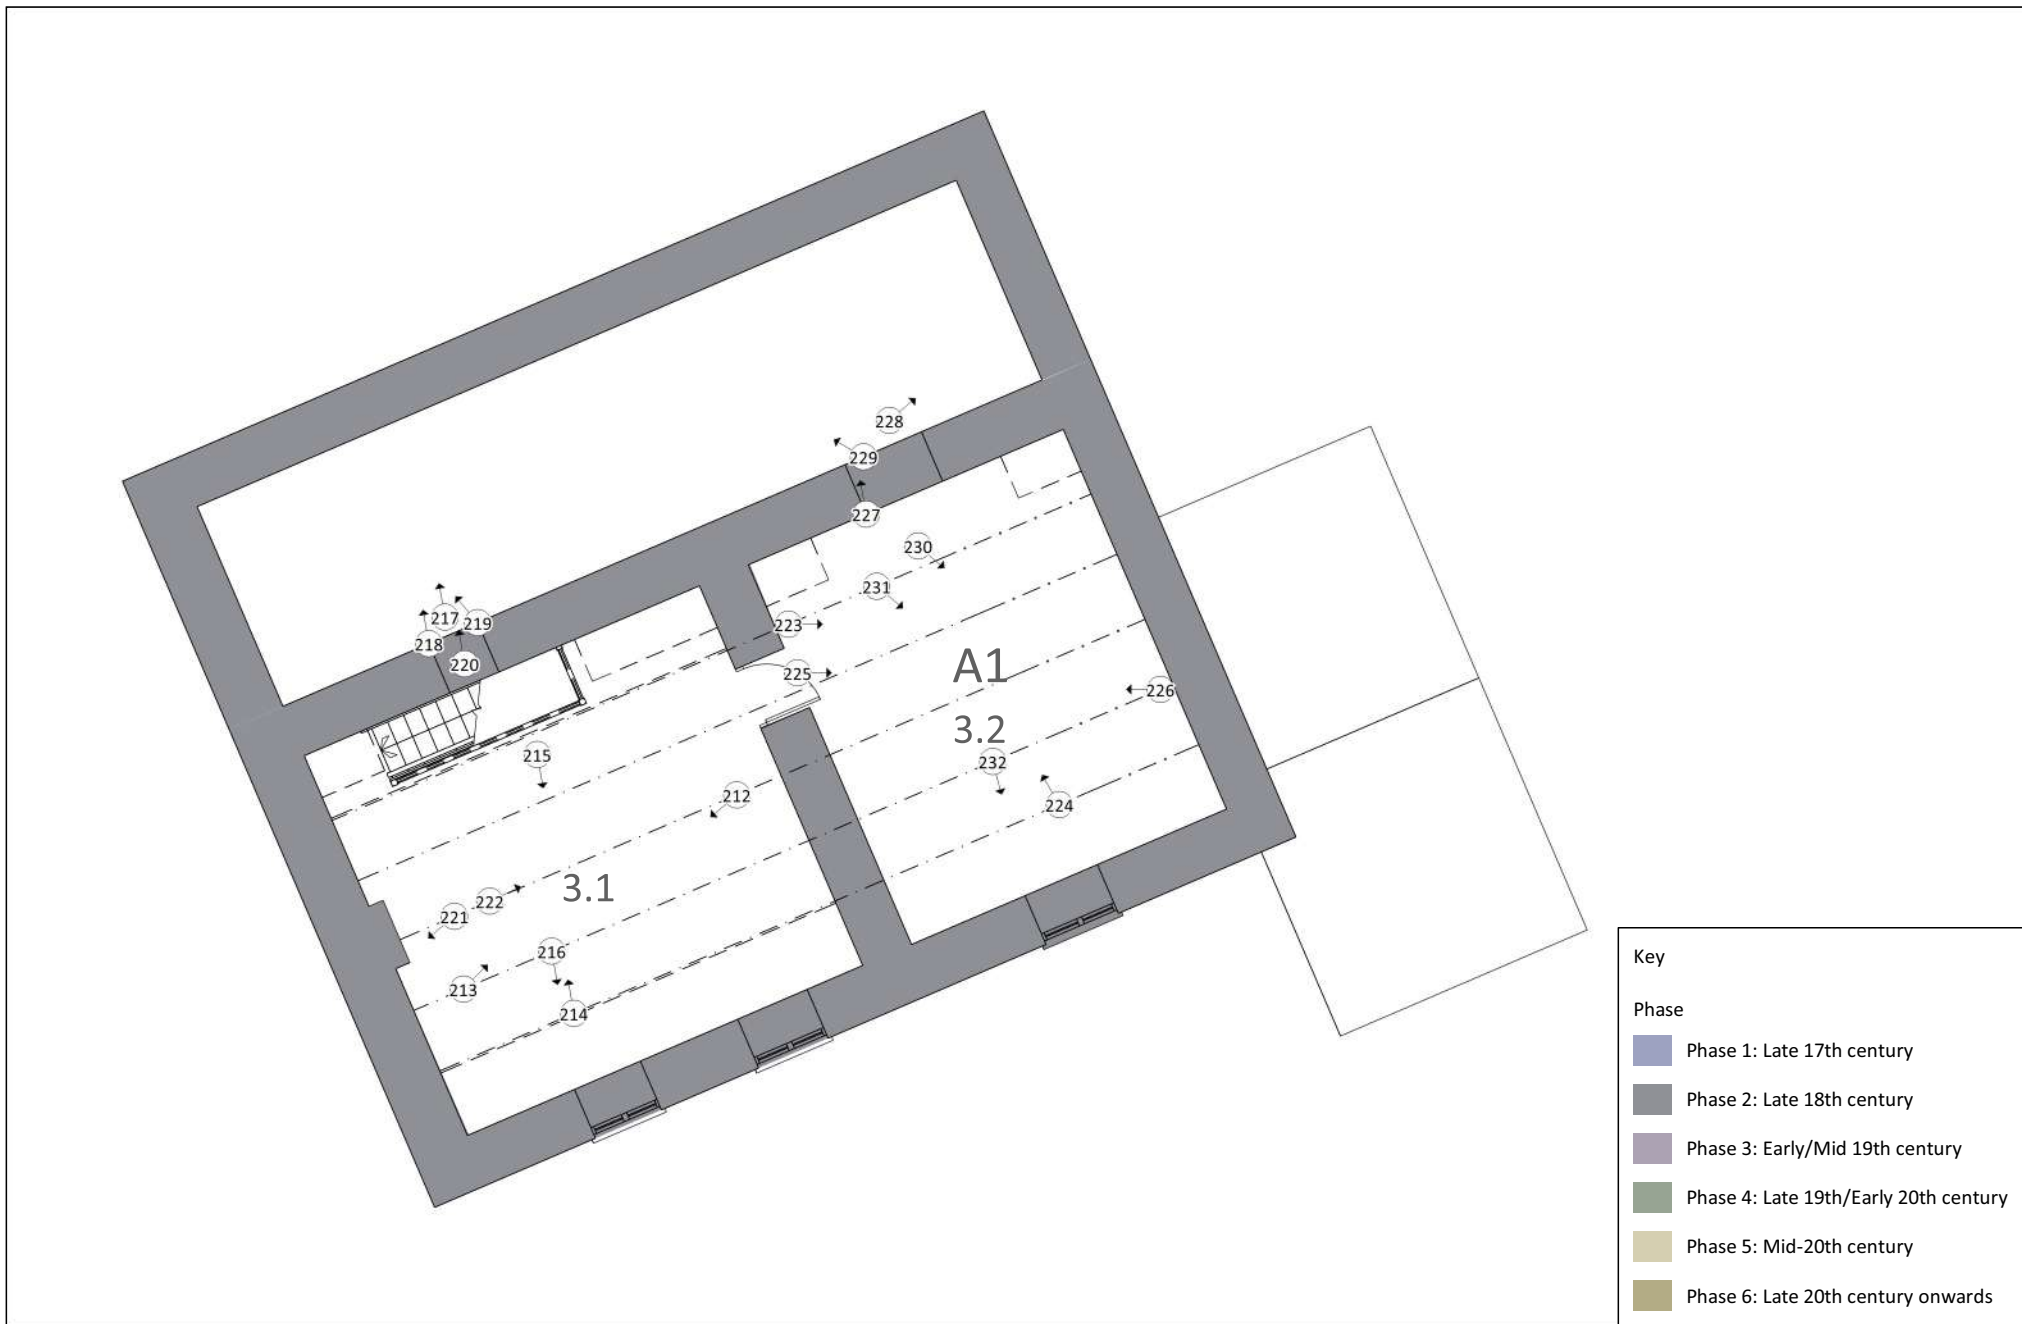 228
229
227
230
231
217
219
218
223
220
A1
225
226
3.2
215
232
212
224
3.1
222
221
216
213
214
Key
Phase
Phase 1: Late 17th century
Phase 2: Late 18th century
Phase 3: Early/Mid 19th century
Phase 4: Late 19th/Early 20th century
Phase 5: Mid-20th century
Phase 6: Late 20th century onwards